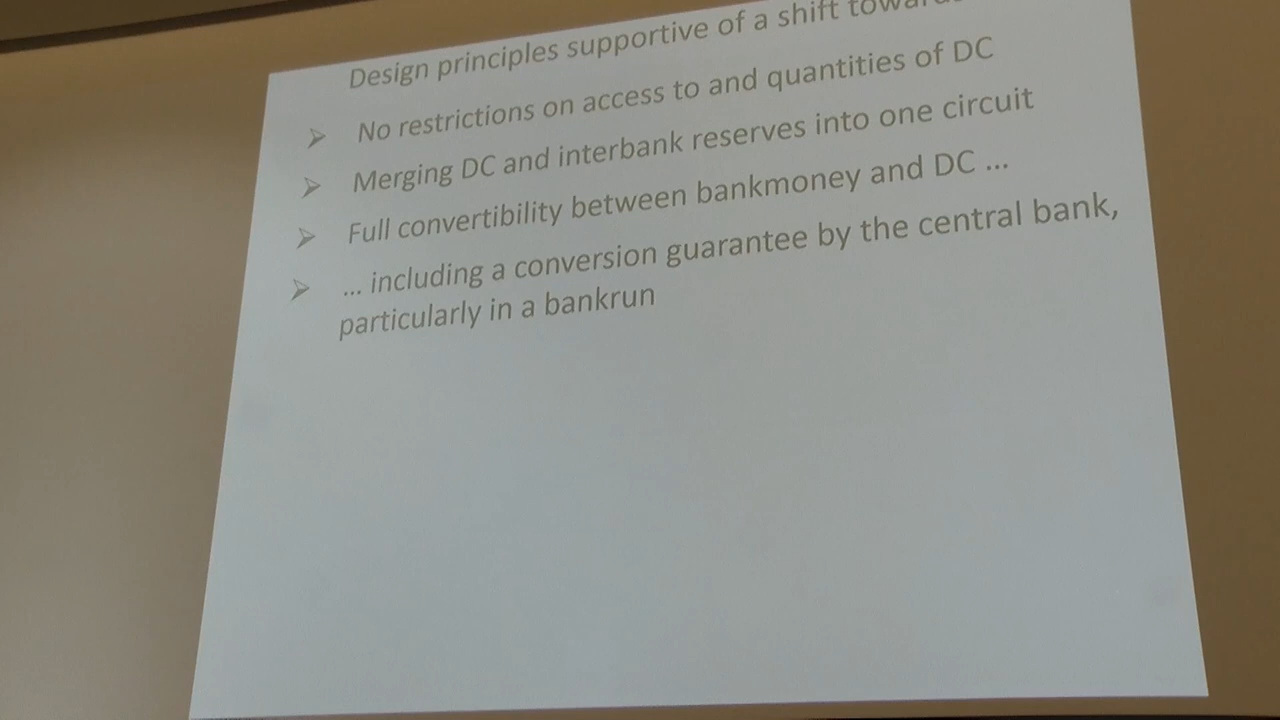 Design principles supportive of a shift towards
➢ No restrictions on access to and quantities of DC
➢ Merging DC and interbank reserves into one circuit
➢ Full convertibility between bankmoney and DC ...
➢ ... including a conversion guarantee by the central bank,
particularly in a bankrun